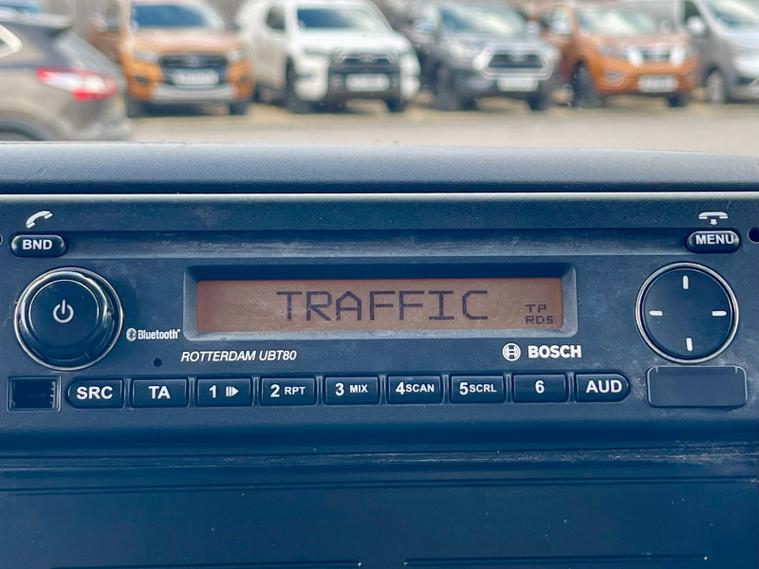 BND
MENU
TRAFFIC
TP
RDS
Bluetooth
ROTTERDAM UBT80
BOSCH
SRC
TA
1
2 RPT
3 MIX
4SCAN
5SCRL
6
AUD